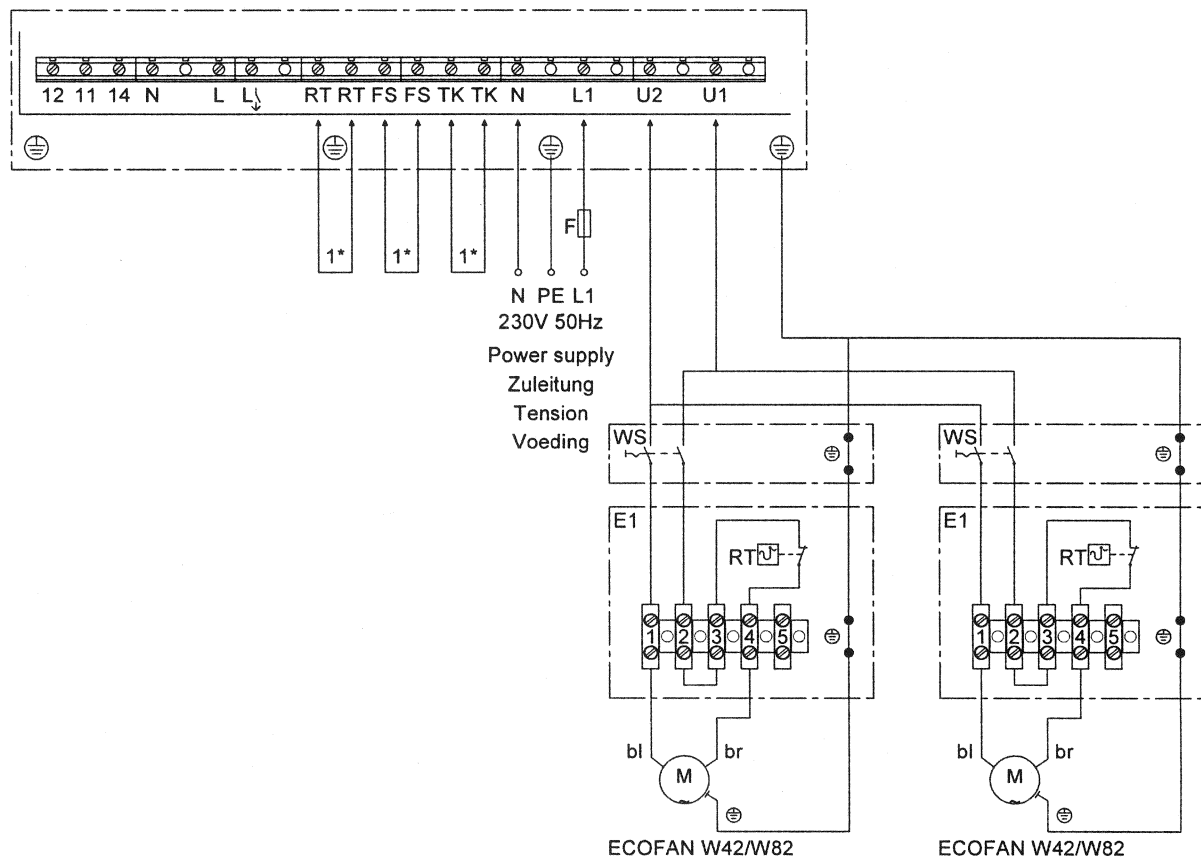 12 11 14 N L L RT RT FS FS TK TK N L1 U2 U1
F
1* 1* 1*
N PE L1
230V 50Hz
Power supply
Zuleitung
Tension
Voeding
WS WS
E1 E1
RT RT
1 2 3 4 5 1 2 3 4 5
bl br bl br
M M
ECOFAN W42/W82 ECOFAN W42/W82